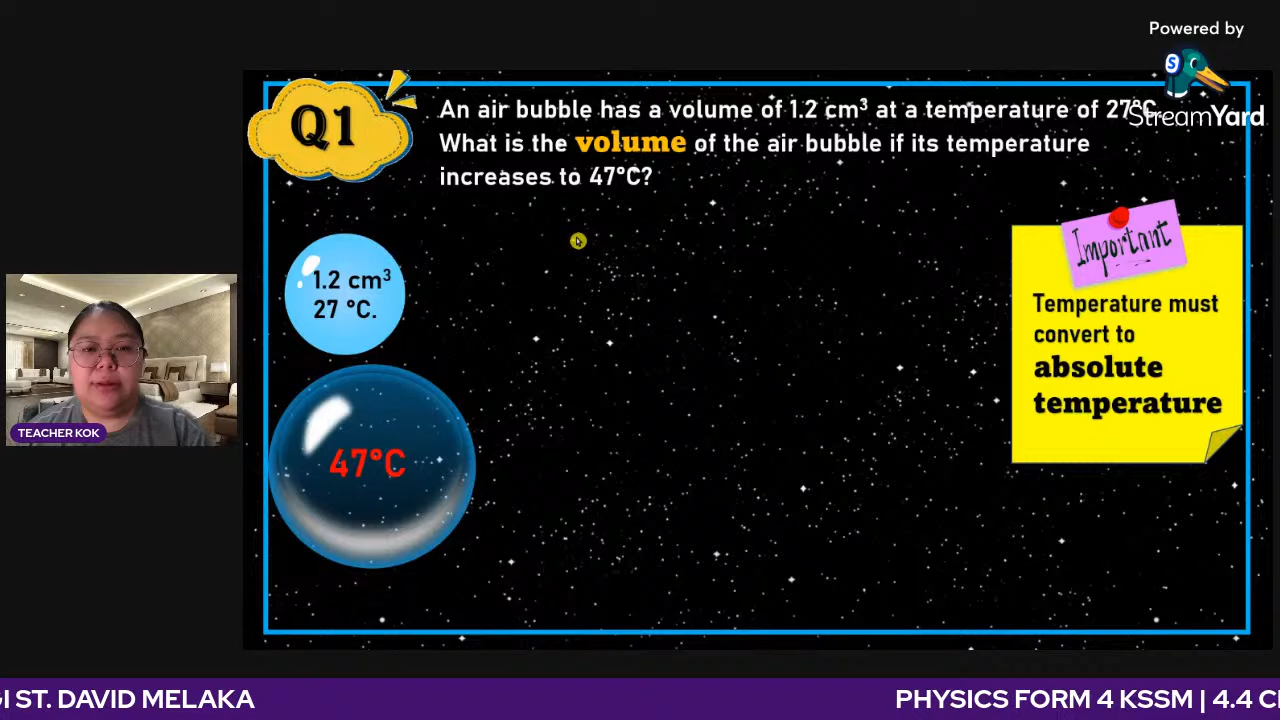 Powered by
StreamYard
Q1
An air bubble has a volume of 1.2 cm³ at a temperature of 27°C.
What is the volume of the air bubble if its temperature
increases to 47°C?
1.2 cm³
27 °C.
47°C
Important
Temperature must
convert to
absolute
temperature
TEACHER KOK
GI ST. DAVID MELAKA
PHYSICS FORM 4 KSSM | 4.4